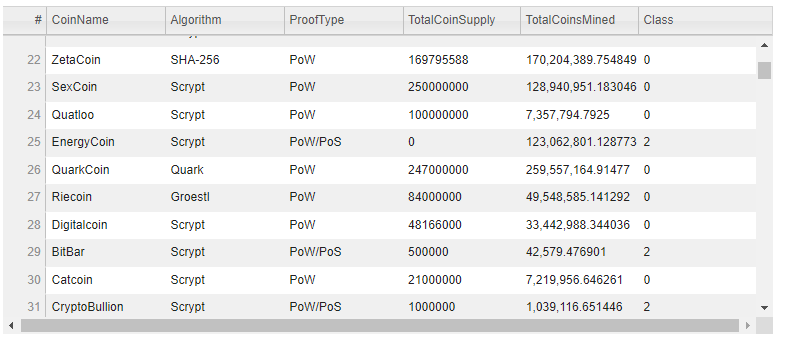 # CoinName Algorithm ProofType TotalCoinSupply TotalCoinsMined Class
22 ZetaCoin SHA-256 PoW 169795588 170,204,389.754849 0
23 SexCoin Scrypt PoW 250000000 128,940,951.183046 0
24 Quatloo Scrypt PoW 100000000 7,357,794.7925 0
25 EnergyCoin Scrypt PoW/PoS 0 123,062,801.128773 2
26 QuarkCoin Quark PoW 247000000 259,557,164.91477 0
27 Riecoin Groestl PoW 84000000 49,548,585.141292 0
28 Digitalcoin Scrypt PoW 48166000 33,442,988.344036 0
29 BitBar Scrypt PoW/PoS 500000 42,579.476901 2
30 Catcoin Scrypt PoW 21000000 7,219,956.646261 0
31 CryptoBullion Scrypt PoW/PoS 1000000 1,039,116.651446 2